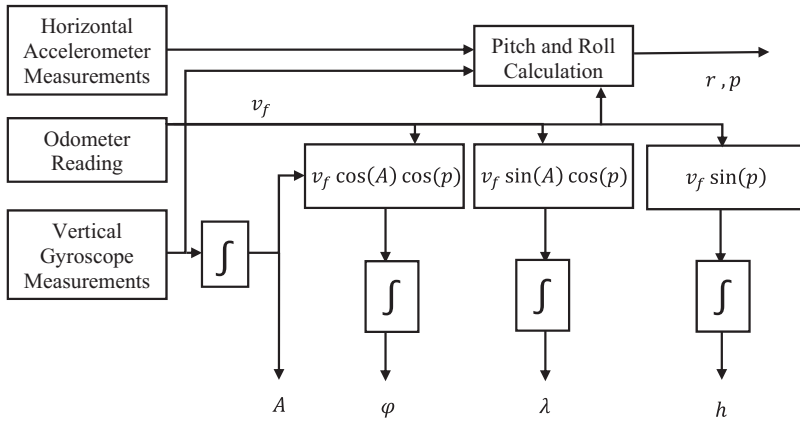 Horizontal
Accelerometer
Measurements
Pitch and Roll
Calculation
r , p
v_f
Odometer
Reading
v_f cos(A) cos(p)
v_f sin(A) cos(p)
v_f sin(p)
Vertical
Gyroscope
Measurements
∫
∫
∫
∫
A
φ
λ
h